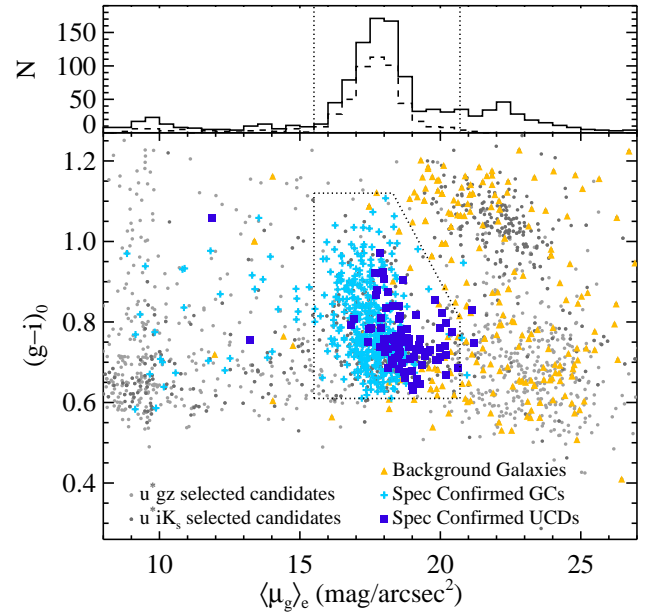 150
100
50
0
N
1.2
1.0
0.8
0.6
0.4
(g−i)₀
Background Galaxies
u*gz selected candidates
Spec Confirmed GCs
u*iKₛ selected candidates
Spec Confirmed UCDs
10 15 20 25
⟨μ_g⟩ₑ (mag/arcsec²)